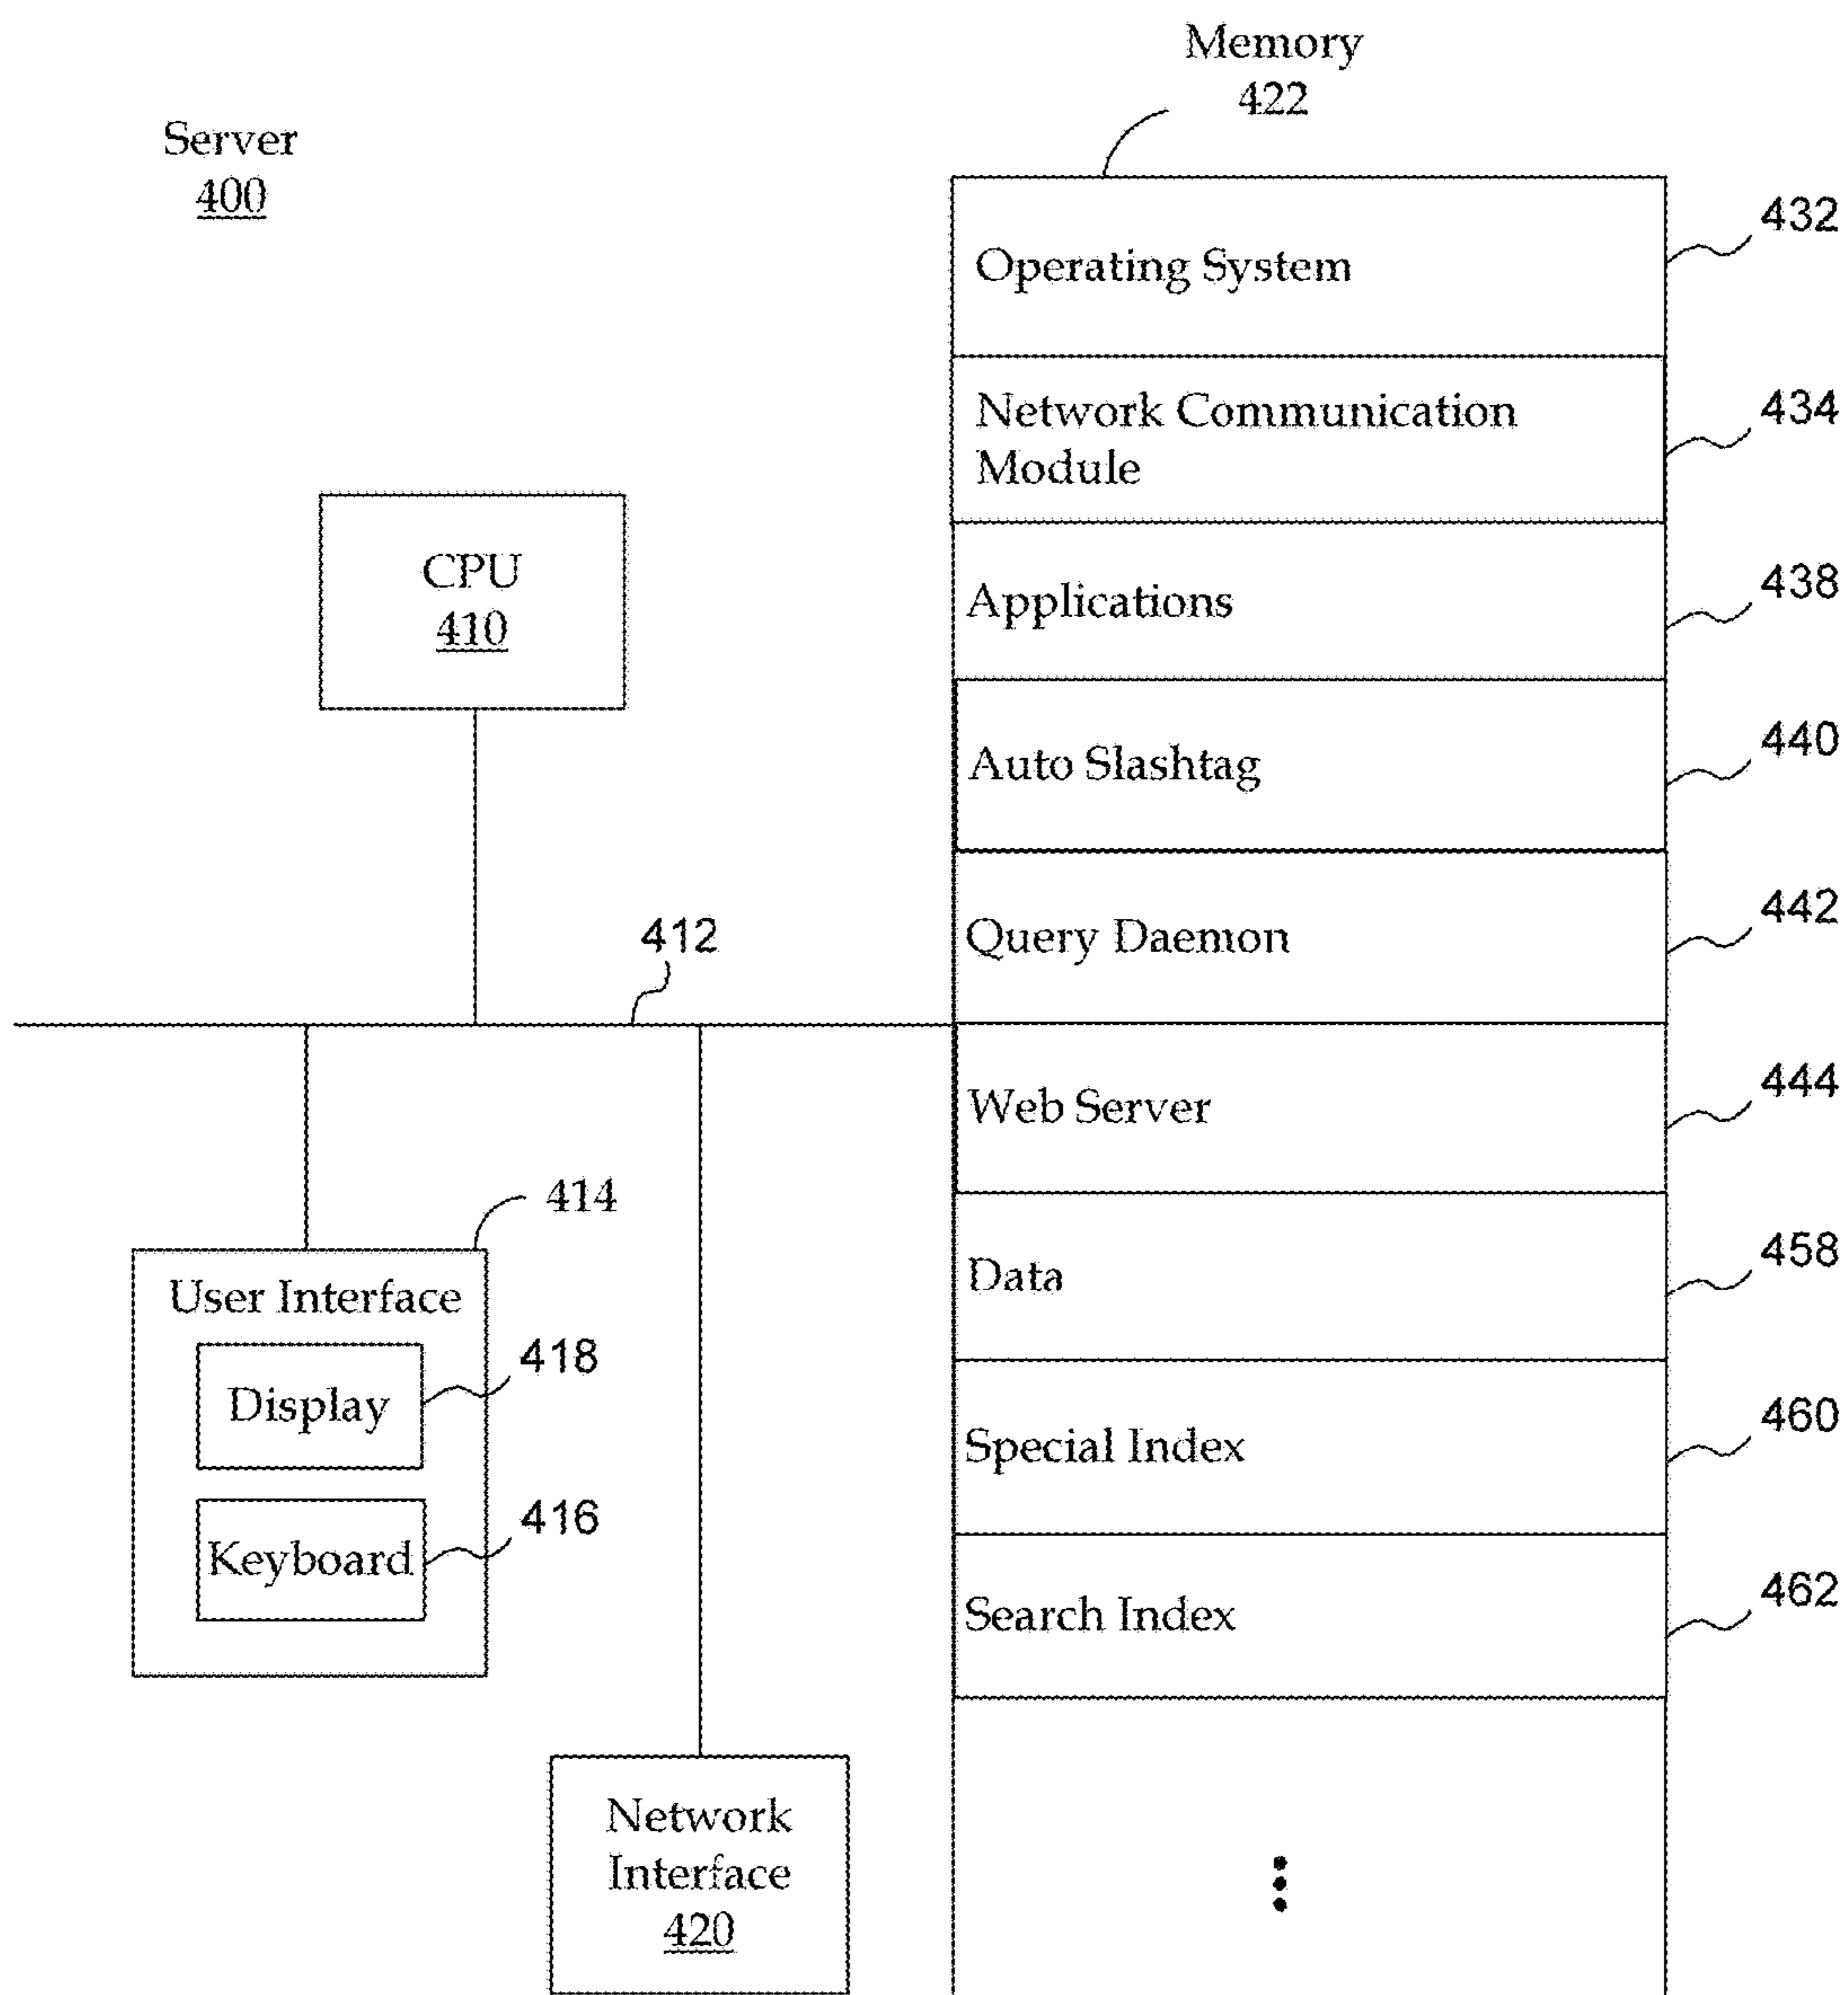 Memory
422
Server
400
Operating System
432
Network Communication
Module
434
CPU
410
Applications
438
Auto Slashtag
440
412
Query Daemon
442
Web Server
444
414
User Interface
Data
458
Display
418
Special Index
460
Keyboard
416
Search Index
462
Network
Interface
420